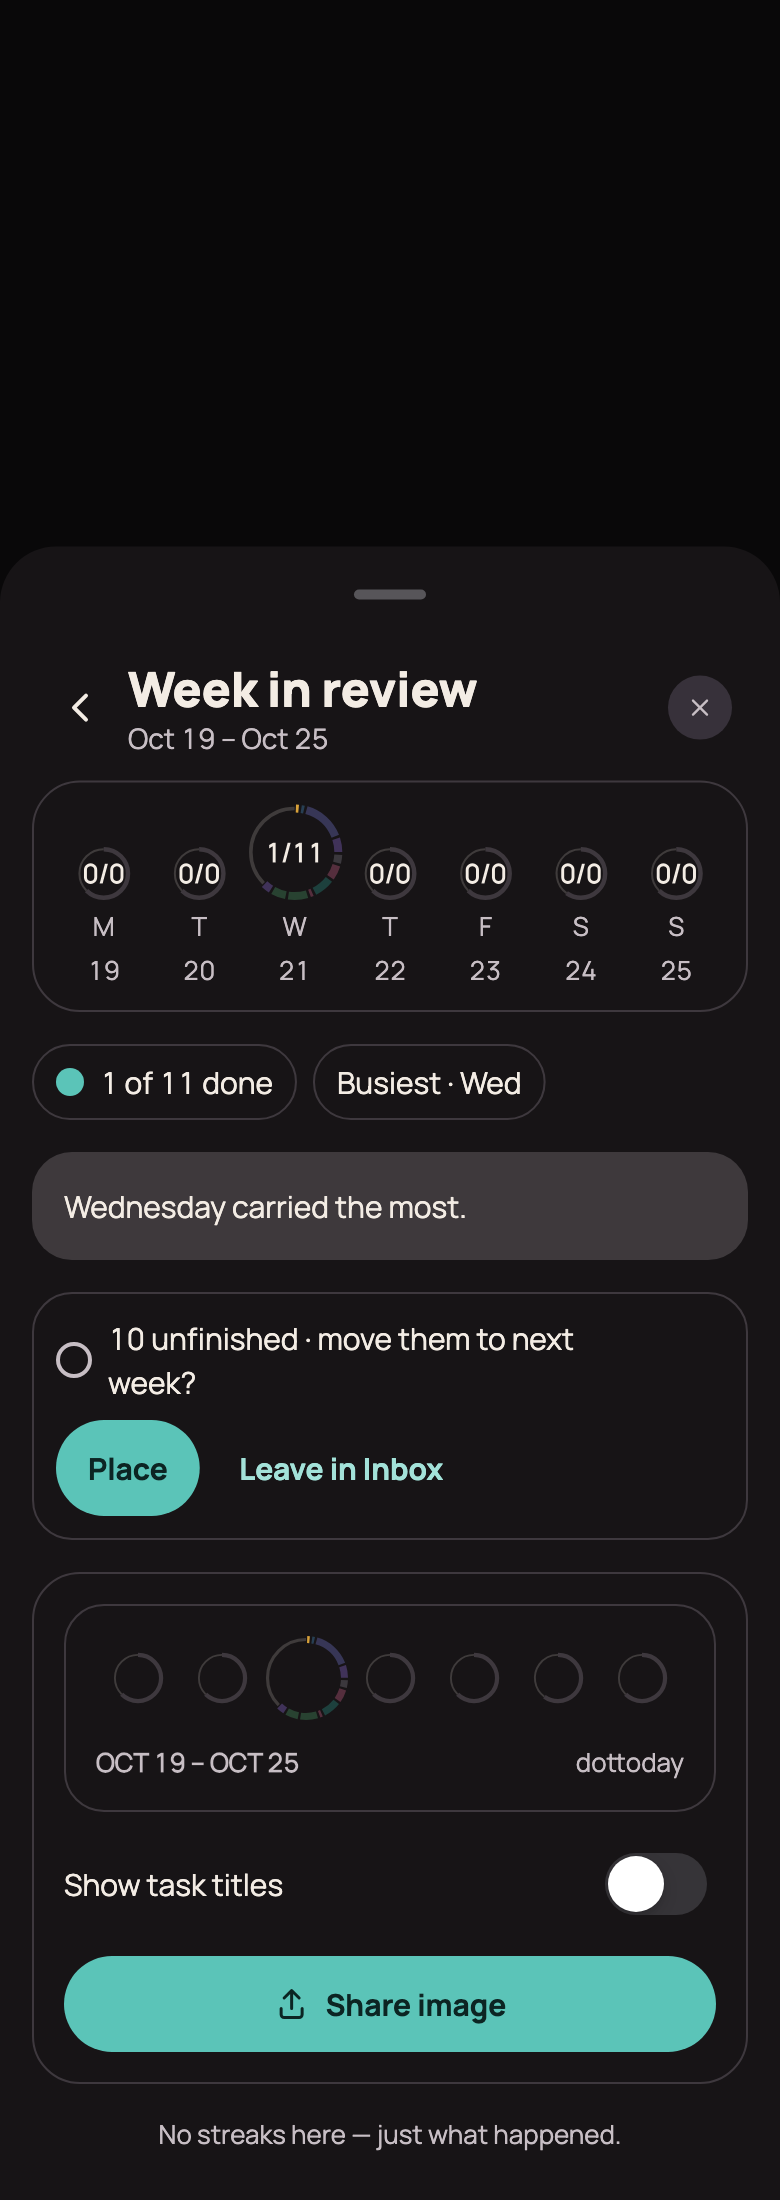 Week in review
Oct 19 – Oct 25
0/0 0/0 1/11 0/0 0/0 0/0 0/0
M T W T F S S
19 20 21 22 23 24 25
1 of 11 done Busiest · Wed
Wednesday carried the most.
10 unfinished · move them to next
week?
Place Leave in Inbox
OCT 19 – OCT 25 dottoday
Show task titles
Share image
No streaks here — just what happened.